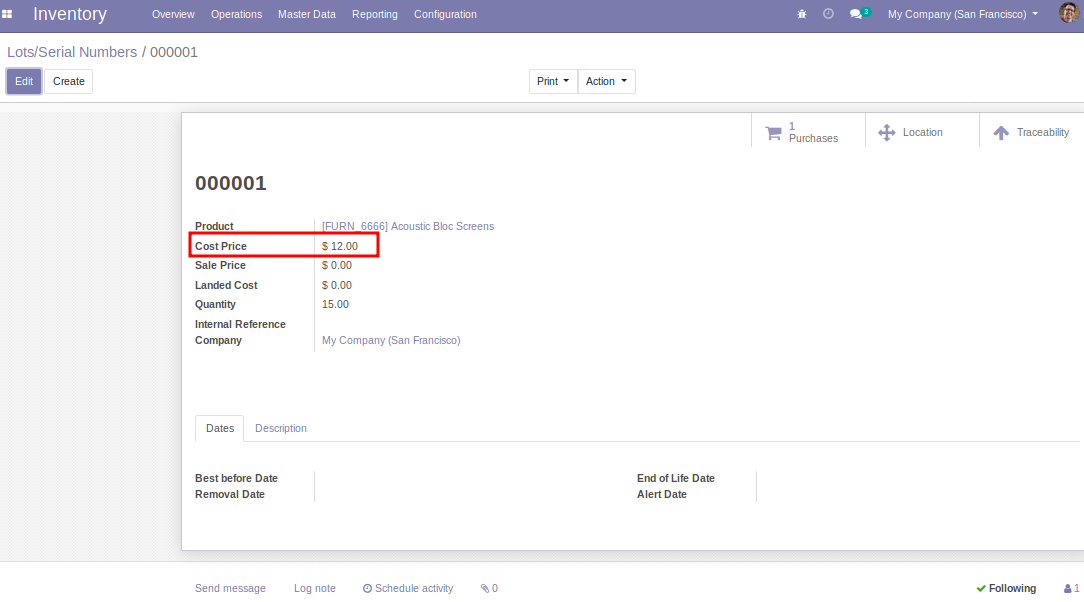 Inventory Overview Operations Master Data Reporting Configuration 3 My Company (San Francisco)
Lots/Serial Numbers / 000001
Edit Create Print Action
1
Purchases Location Traceability
000001
Product [FURN_6666] Acoustic Bloc Screens
Cost Price $ 12.00
Sale Price $ 0.00
Landed Cost $ 0.00
Quantity 15.00
Internal Reference
Company My Company (San Francisco)
Dates Description
Best before Date End of Life Date
Removal Date Alert Date
Send message Log note Schedule activity 0 Following 1